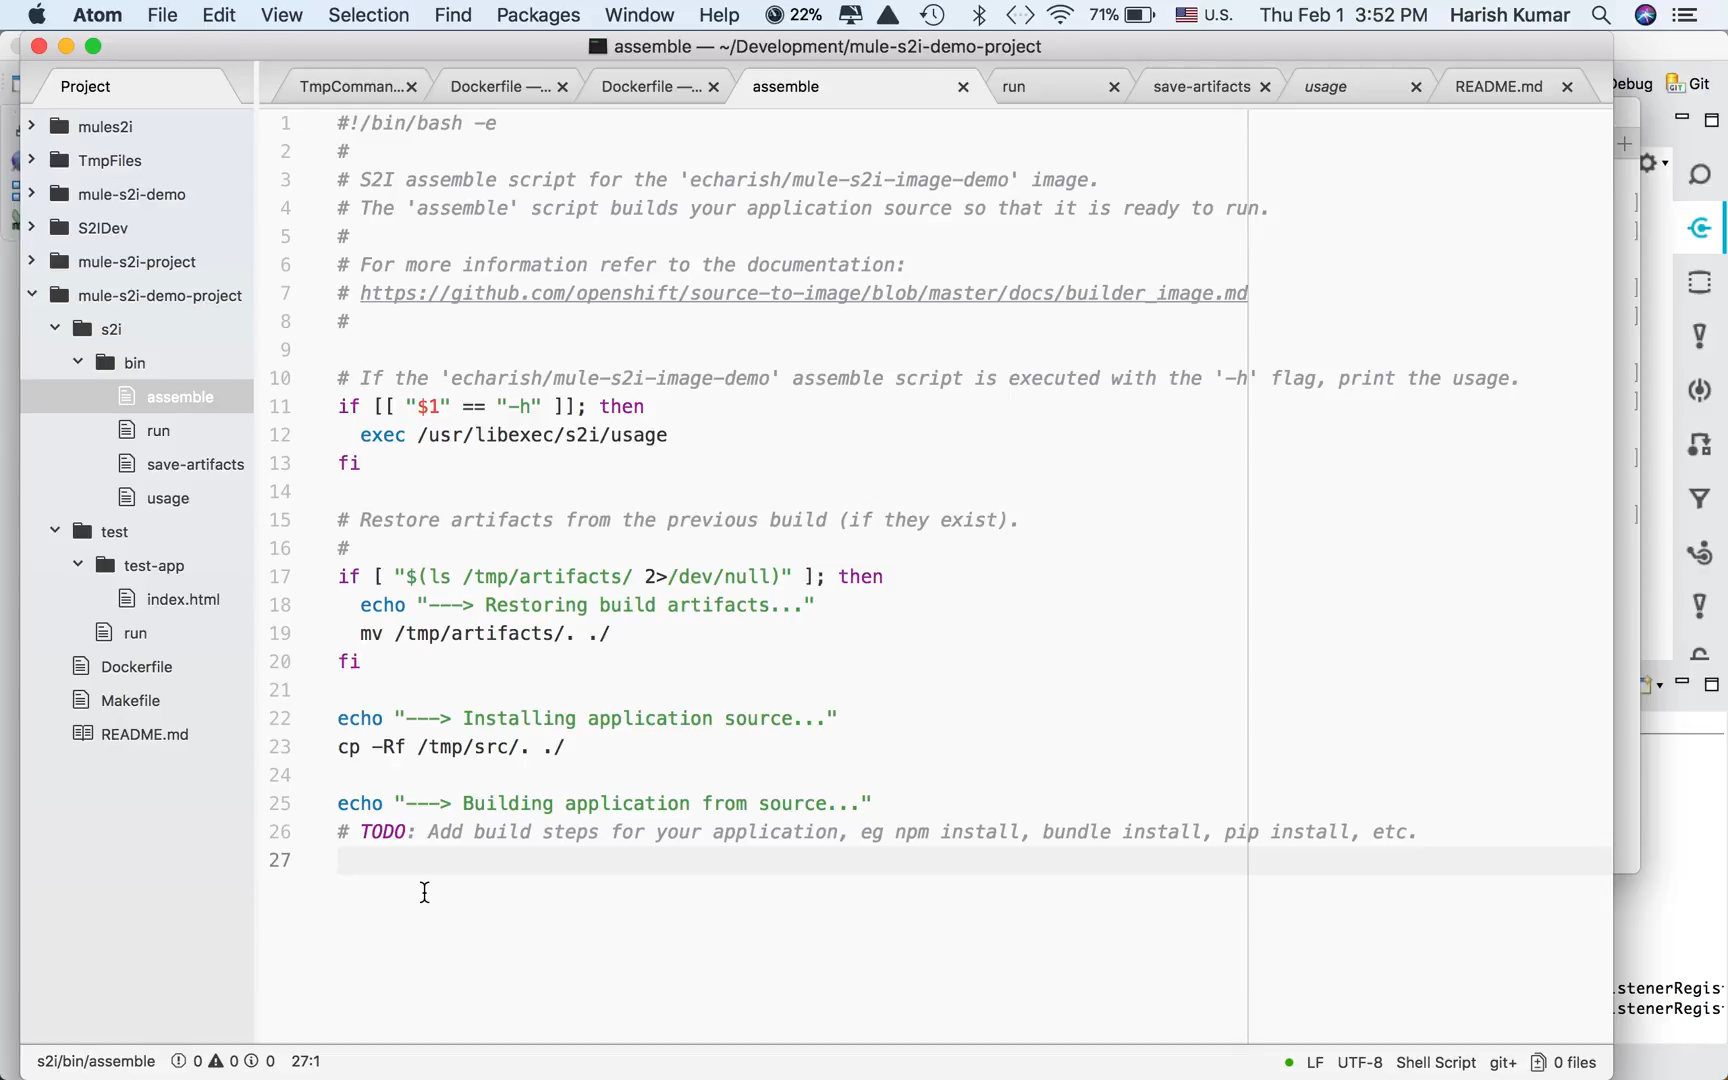 Atom File Edit View Selection Find Packages Window Help 22% 71% U.S. Thu Feb 1 3:52 PM Harish Kumar
assemble — ~/Development/mule-s2i-demo-project
Project
TmpComman...× Dockerfile —... × Dockerfile —... × assemble × run × save-artifacts × usage × README.md ×
Debug Git
mules2i
TmpFiles
mule-s2i-demo
S2IDev
mule-s2i-project
mule-s2i-demo-project
s2i
bin
assemble
run
save-artifacts
usage
test
test-app
index.html
run
Dockerfile
Makefile
README.md
1 #!/bin/bash -e
2 #
3 # S2I assemble script for the 'echarish/mule-s2i-image-demo' image.
4 # The 'assemble' script builds your application source so that it is ready to run.
5 #
6 # For more information refer to the documentation:
7 # https://github.com/openshift/source-to-image/blob/master/docs/builder_image.md
8 #
9
10 # If the 'echarish/mule-s2i-image-demo' assemble script is executed with the '-h' flag, print the usage.
11 if [[ "$1" == "-h" ]]; then
12 exec /usr/libexec/s2i/usage
13 fi
14
15 # Restore artifacts from the previous build (if they exist).
16 #
17 if [ "$(ls /tmp/artifacts/ 2>/dev/null)" ]; then
18 echo "---> Restoring build artifacts..."
19 mv /tmp/artifacts/. ./
20 fi
21
22 echo "---> Installing application source..."
23 cp -Rf /tmp/src/. ./
24
25 echo "---> Building application from source..."
26 # TODO: Add build steps for your application, eg npm install, bundle install, pip install, etc.
27
stenerRegis
stenerRegis
s2i/bin/assemble 0 0 0 27:1 LF UTF-8 Shell Script git+ 0 files